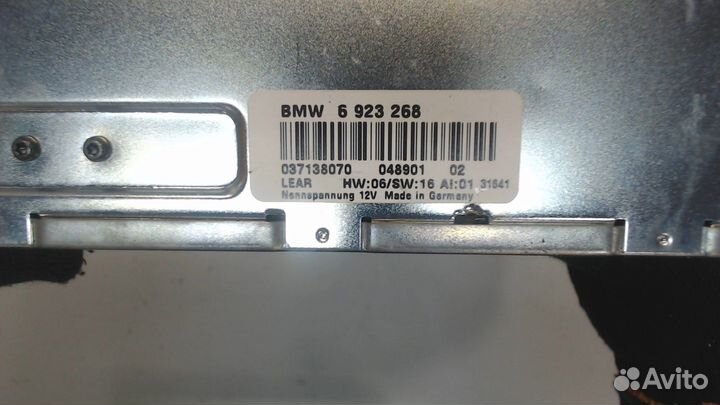 BMW 6 923 268
037138070 048901 02
LEAR HW:06/SW:16 AI:01 31641
Nennspannung 12V Made in Germany
Avito